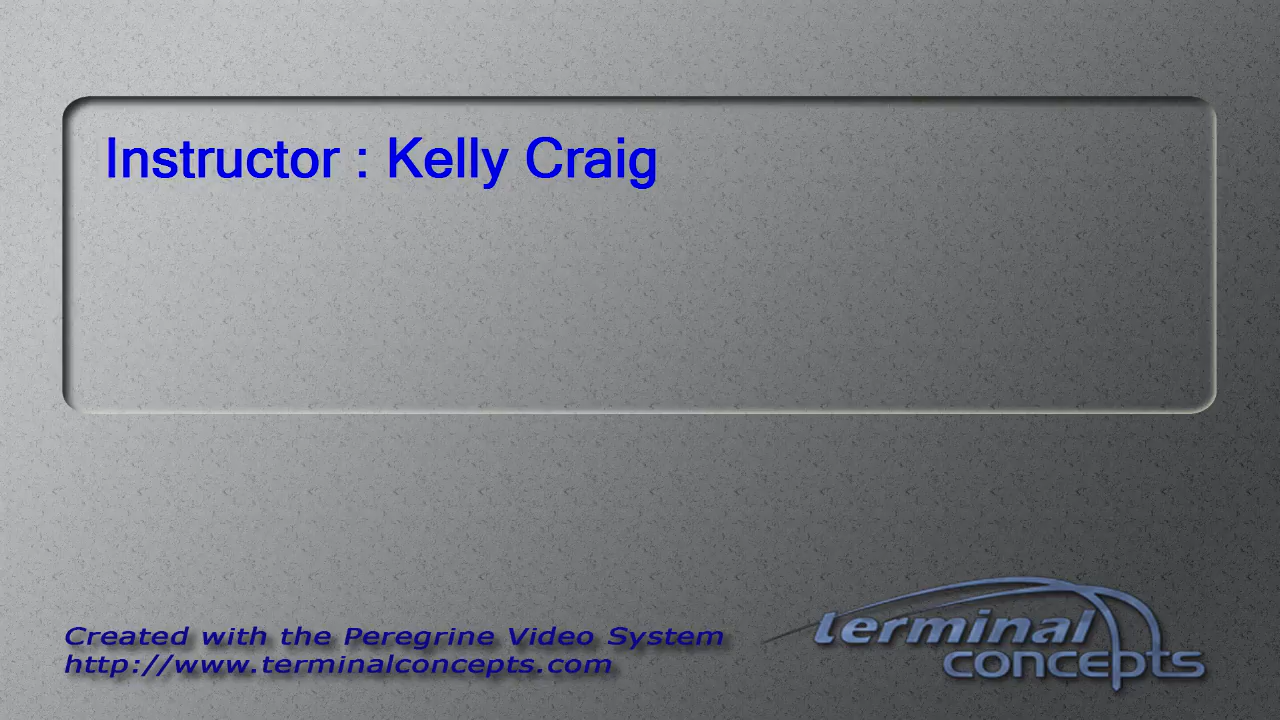 Instructor : Kelly Craig
Created with the Peregrine Video System
http://www.terminalconcepts.com
terminal
concepts